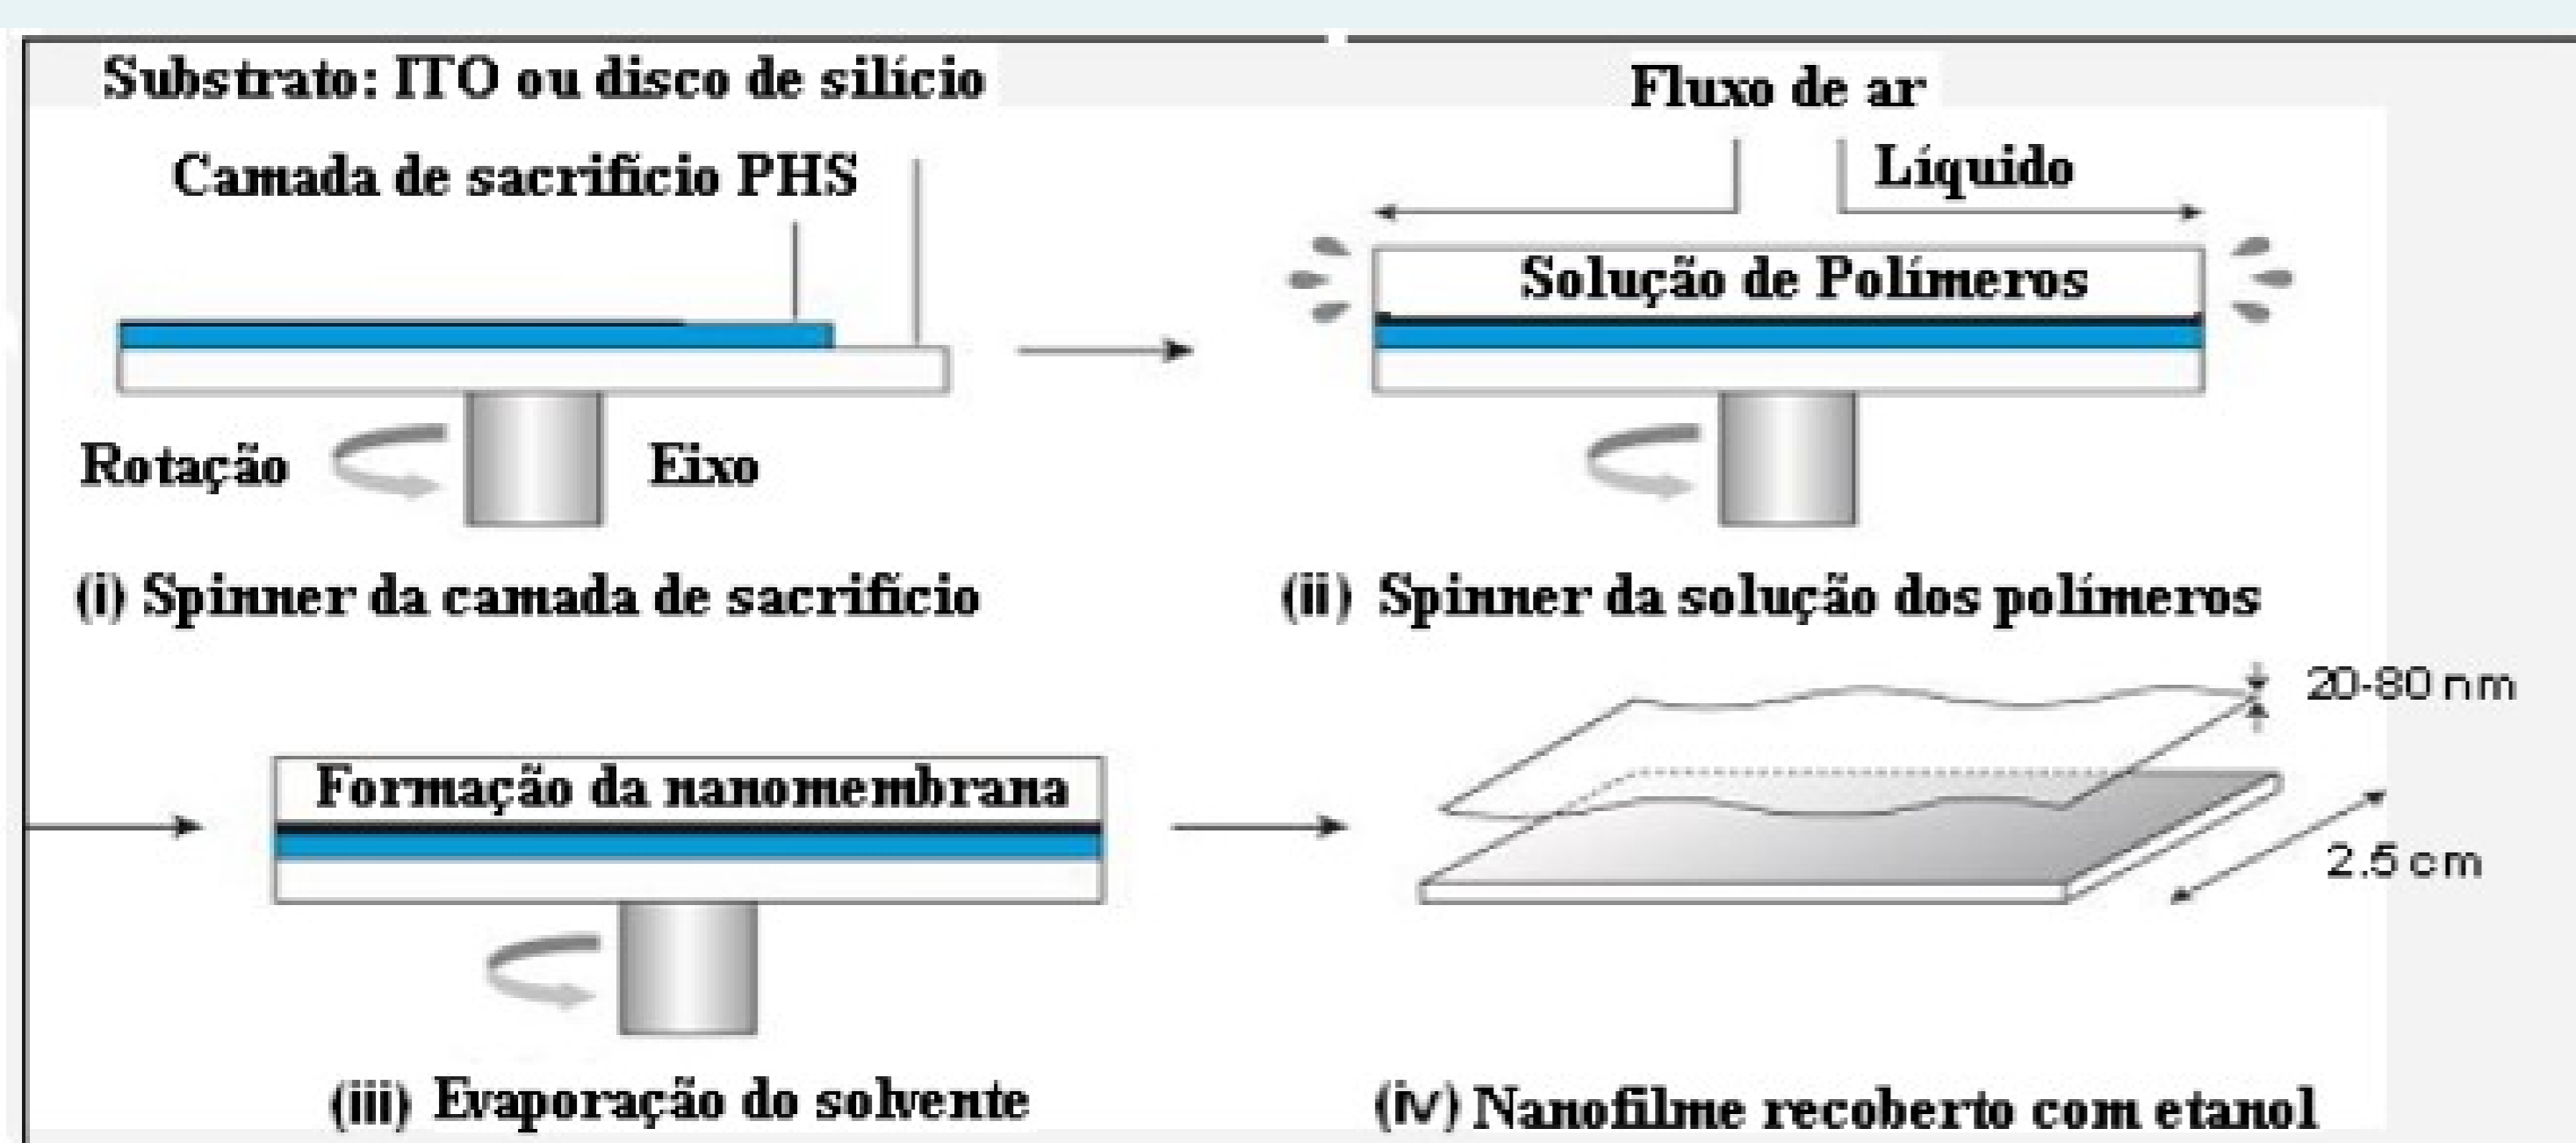 Substrato: ITO ou disco de silício
Camada de sacrifício PHS
Rotação
Eixo
(i) Spinner da camada de sacrifício
Fluxo de ar
Líquido
Solução de Polímeros
(ii) Spinner da solução dos polímeros
Formação da nanomembrana
(iii) Evaporação do solvente
20-80 nm
2.5 cm
(iv) Nanofilme recoberto com etanol